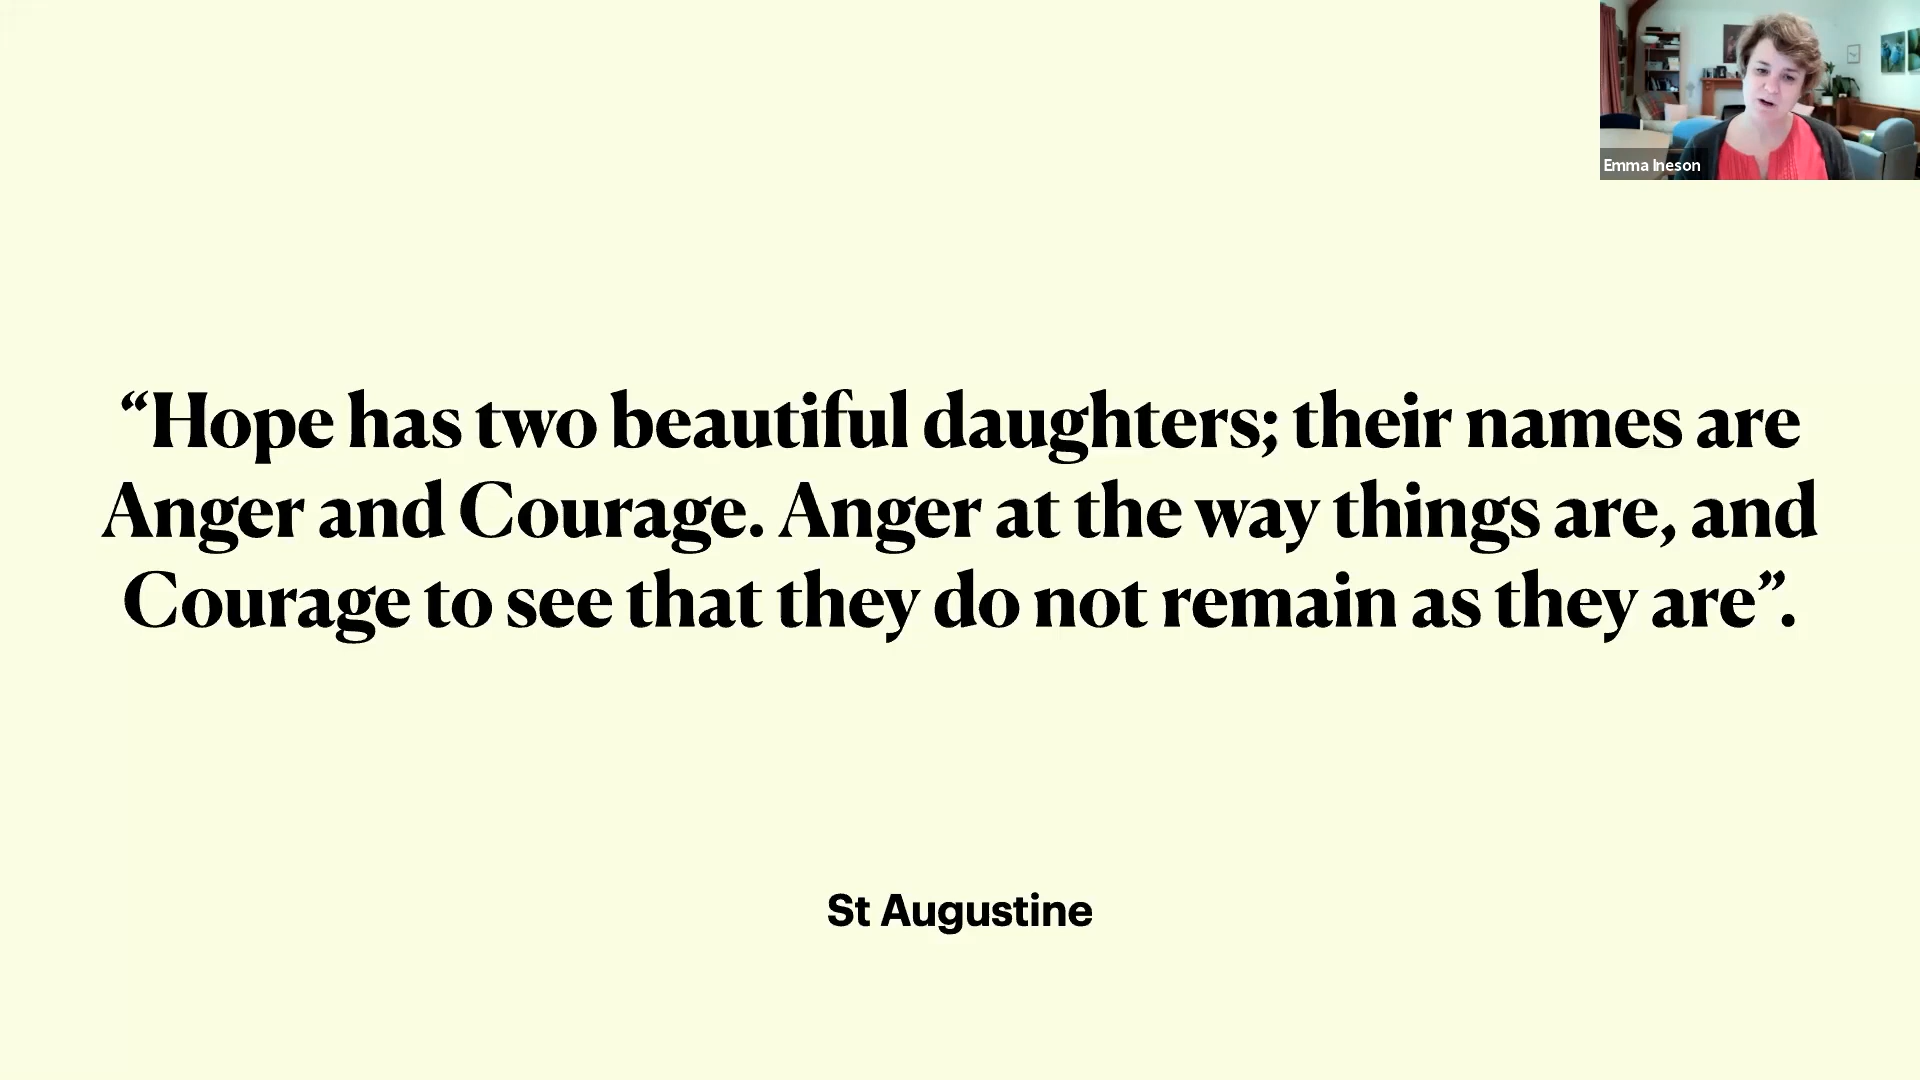 Emma Ineson
“Hope has two beautiful daughters; their names are
Anger and Courage. Anger at the way things are, and
Courage to see that they do not remain as they are”.
St Augustine